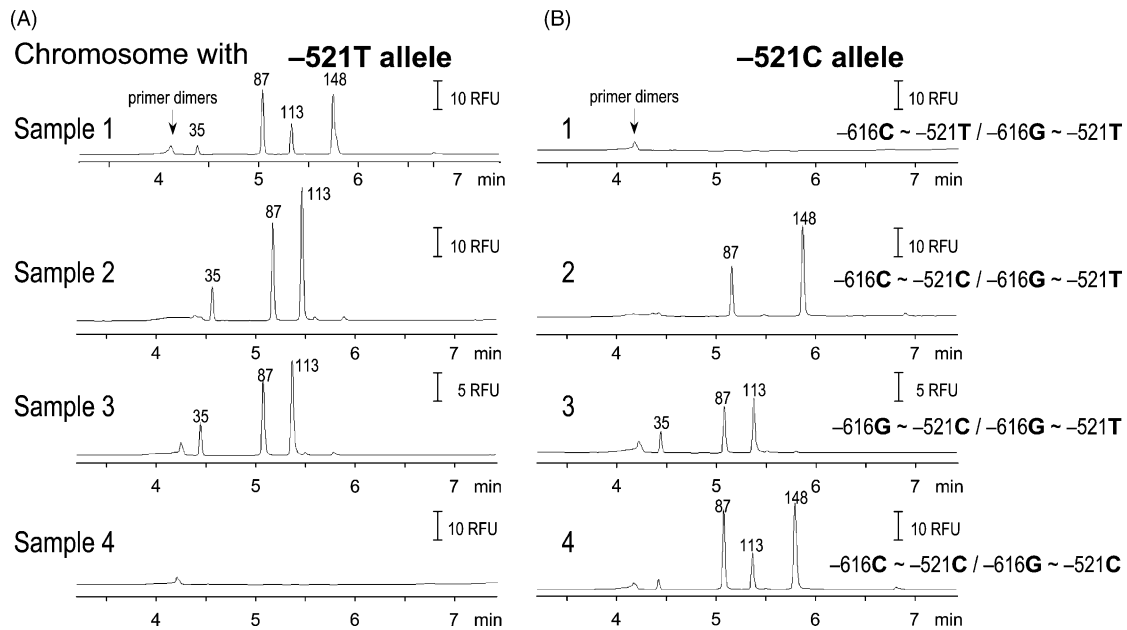 (A)
Chromosome with –521T allele
primer dimers
35
87
113
148
10 RFU
Sample 1
4 5 6 7 min
35
87
113
10 RFU
Sample 2
4 5 6 7 min
35
87
113
5 RFU
Sample 3
4 5 6 7 min
10 RFU
Sample 4
4 5 6 7 min
(B)
–521C allele
primer dimers
10 RFU
1
–616C ~ –521T / –616G ~ –521T
4 5 6 7 min
87
148
10 RFU
2
–616C ~ –521C / –616G ~ –521T
4 5 6 7 min
35
87
113
5 RFU
3
–616G ~ –521C / –616G ~ –521T
4 5 6 7 min
87
113
148
10 RFU
4
–616C ~ –521C / –616G ~ –521C
4 5 6 7 min